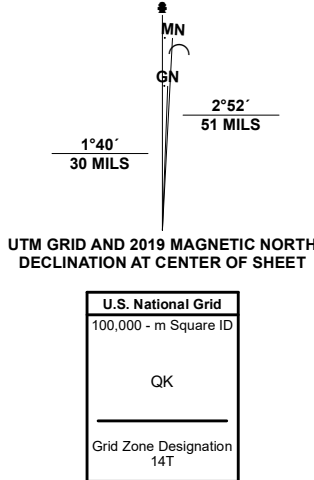 MN
GN
2°52´
51 MILS
1°40´
30 MILS
UTM GRID AND 2019 MAGNETIC NORTH
DECLINATION AT CENTER OF SHEET
U.S. National Grid
100,000 - m Square ID
QK
Grid Zone Designation
14T